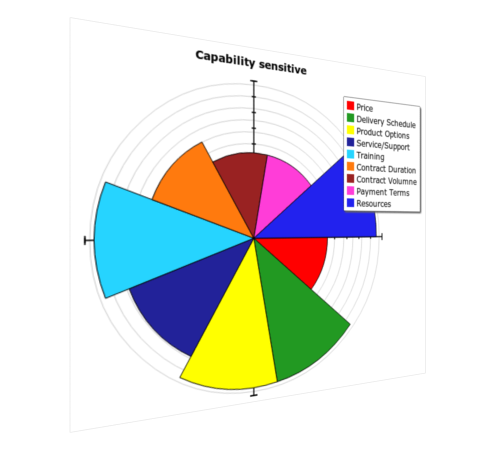 Capability sensitive
Price
Delivery Schedule
Product Options
Service/Support
Training
Contract Duration
Contract Volumne
Payment Terms
Resources